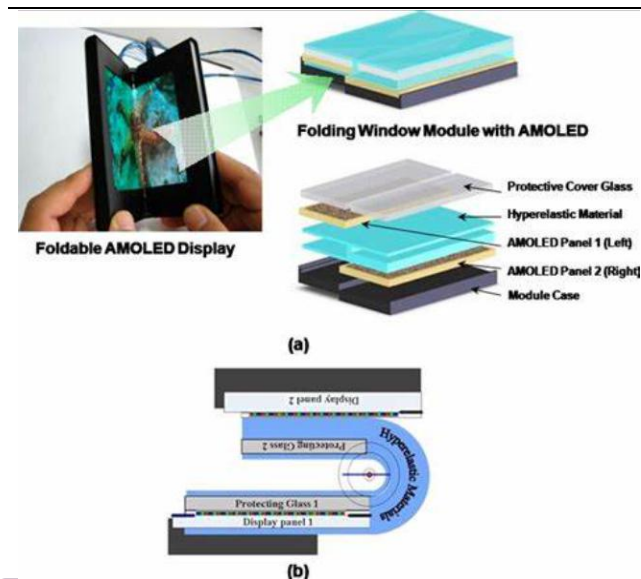 Folding Window Module with AMOLED
Protective Cover Glass
Hyperelastic Material
AMOLED Panel 1 (Left)
AMOLED Panel 2 (Right)
Module Case
Foldable AMOLED Display
(a)
Display panel 2
Protecting Glass 2
Hyperelastic Materials
Protecting Glass 1
Display panel 1
(b)